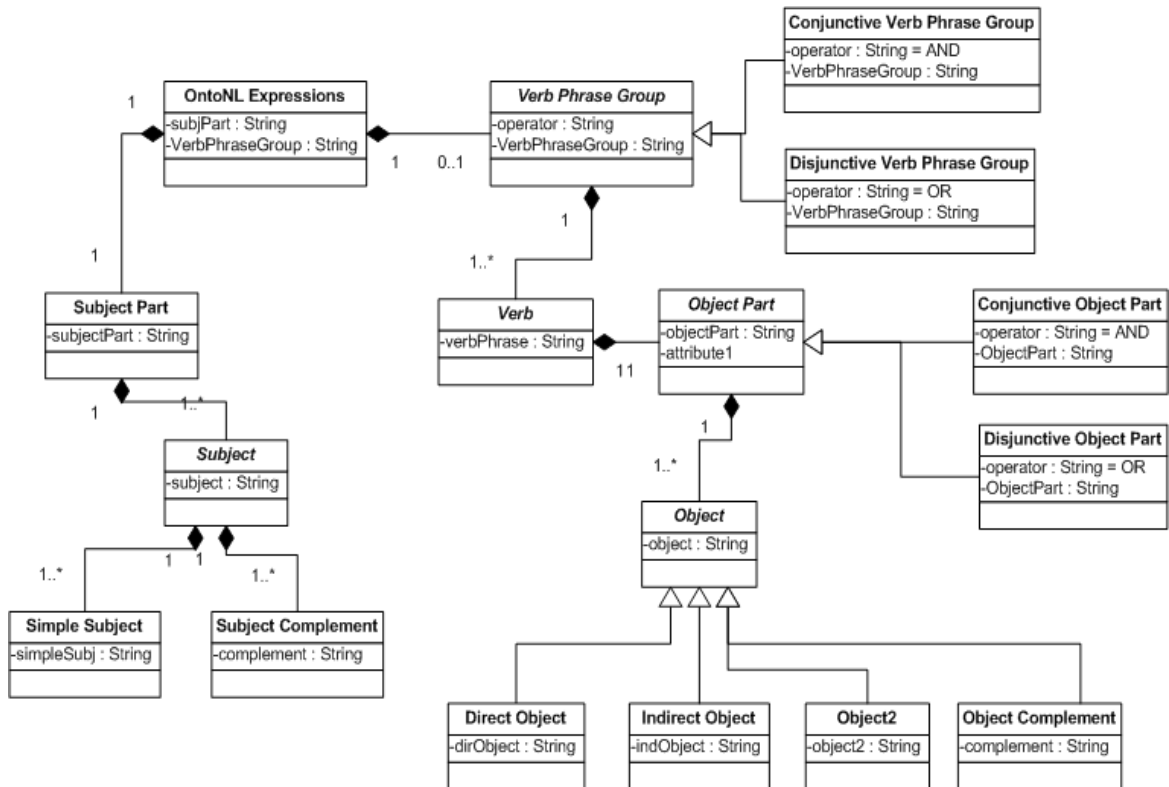 Conjunctive Verb Phrase Group
-operator : String = AND
-VerbPhraseGroup : String
OntoNL Expressions
-subjPart : String
-VerbPhraseGroup : String
Verb Phrase Group
-operator : String
-VerbPhraseGroup : String
1
1
0..1
Disjunctive Verb Phrase Group
-operator : String = OR
-VerbPhraseGroup : String
1
1..*
1
Subject Part
-subjectPart : String
Verb
-verbPhrase : String
Object Part
-objectPart : String
-attribute1
Conjunctive Object Part
-operator : String = AND
-ObjectPart : String
11
1
1..*
1
1..*
Disjunctive Object Part
-operator : String = OR
-ObjectPart : String
Subject
-subject : String
Object
-object : String
1
1
1..*
1..*
Simple Subject
-simpleSubj : String
Subject Complement
-complement : String
Direct Object
-dirObject : String
Indirect Object
-indObject : String
Object2
-object2 : String
Object Complement
-complement : String